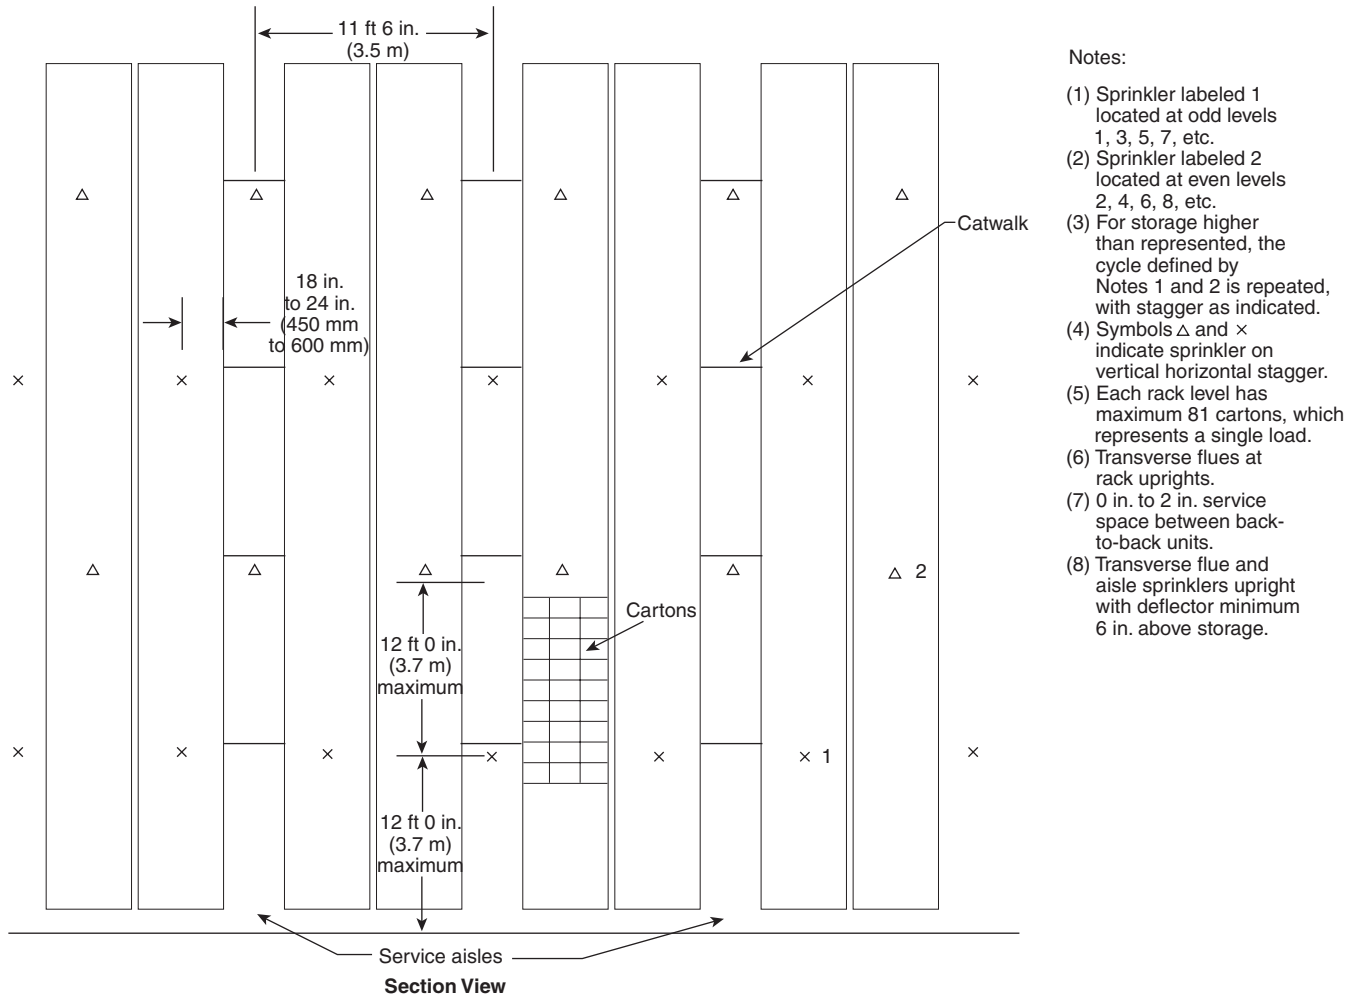 11 ft 6 in.
(3.5 m)
18 in.
to 24 in.
(450 mm
to 600 mm)
Catwalk
△ 2
Cartons
12 ft 0 in.
(3.7 m)
maximum
× 1
12 ft 0 in.
(3.7 m)
maximum
Service aisles
Section View
Notes:
(1) Sprinkler labeled 1
located at odd levels
1, 3, 5, 7, etc.
(2) Sprinkler labeled 2
located at even levels
2, 4, 6, 8, etc.
(3) For storage higher
than represented, the
cycle defined by
Notes 1 and 2 is repeated,
with stagger as indicated.
(4) Symbols △ and ×
indicate sprinkler on
vertical horizontal stagger.
(5) Each rack level has
maximum 81 cartons, which
represents a single load.
(6) Transverse flues at
rack uprights.
(7) 0 in. to 2 in. service
space between back-
to-back units.
(8) Transverse flue and
aisle sprinklers upright
with deflector minimum
6 in. above storage.